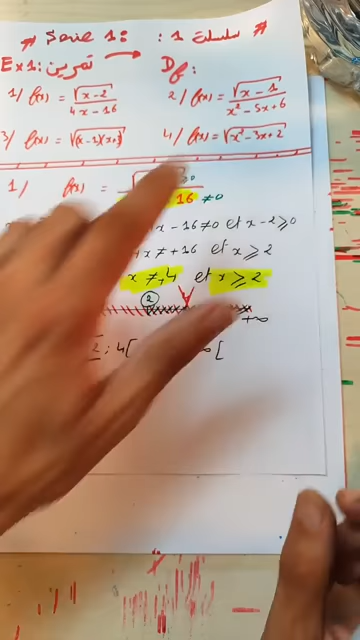 # Serie 1: سلسلة 1 : #
Ex1: تمرين Df:
1/ f(x) = √x-2 / 4x-16 2/ f(x) = √x-1 / x²-5x+6
3/ f(x) = 4/ f(x) = √x²-3x+2
1/ f(x) =
16 ≠0
x-16≠0 et x-2≥0
x≠+16 et x≥2
x≠+4 et x≥2
2
+∞
2 ; 4[ ∞[